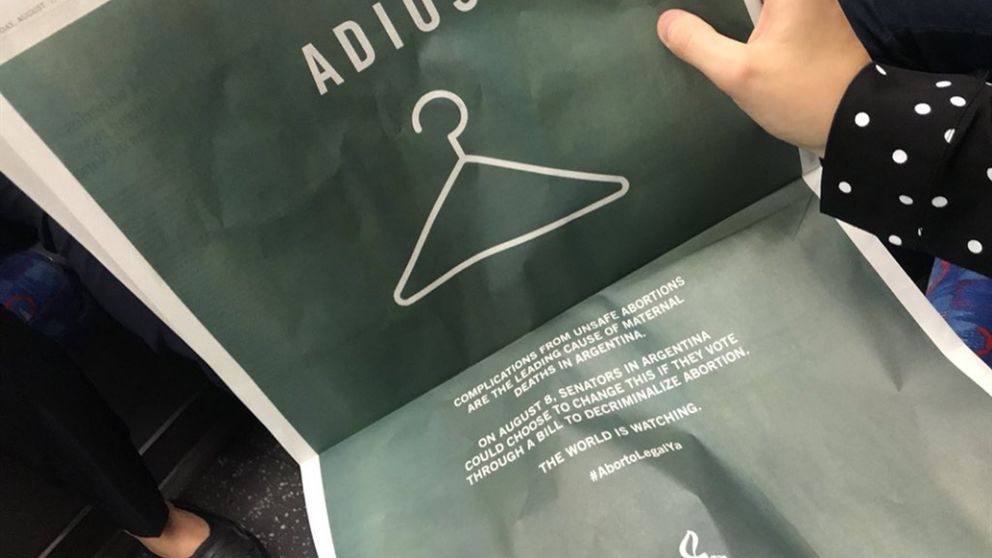 ADIOS
COMPLICATIONS FROM UNSAFE ABORTIONS
ARE THE LEADING CAUSE OF MATERNAL
DEATHS IN ARGENTINA.
ON AUGUST 8, SENATORS IN ARGENTINA
COULD CHOOSE TO CHANGE THIS IF THEY VOTE
THROUGH A BILL TO DECRIMINALIZE ABORTION.
THE WORLD IS WATCHING.
#AbortoLegalYa